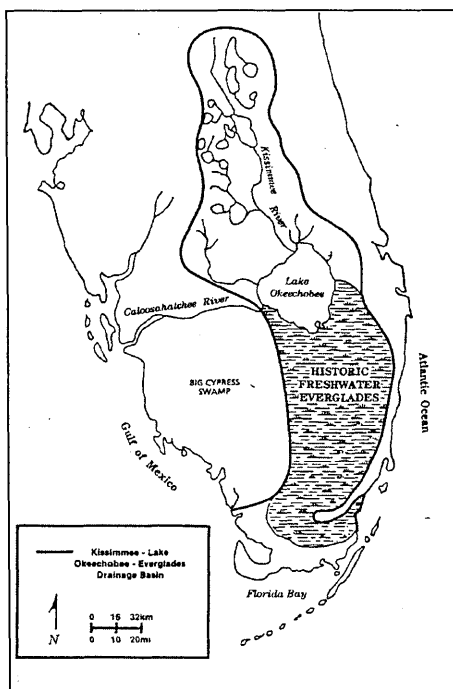 Kissimmee
River
Lake
Okeechobee
Caloosahatchee River
HISTORIC
FRESHWATER
EVERGLADES
BIG CYPRESS
SWAMP
Atlantic Ocean
Gulf of Mexico
Kissimmee - Lake
Okeechobee - Everglades
Drainage Basin
N
0 16 32km
0 10 20mi
Florida Bay